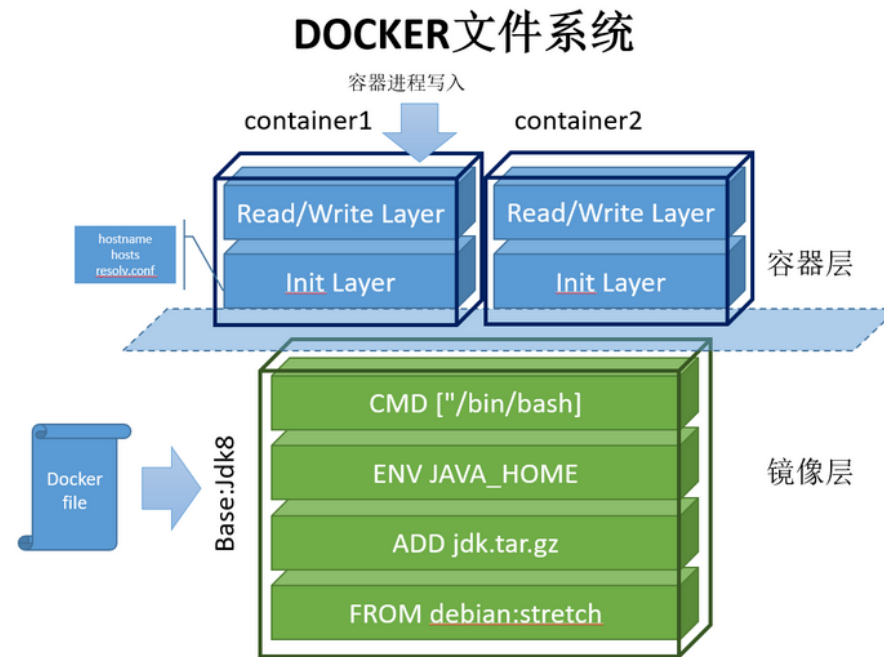 DOCKER文件系统
容器进程写入
container1
container2
Read/Write Layer
Read/Write Layer
hostname
hosts
resolv.conf
Init Layer
Init Layer
容器层
CMD ["/bin/bash]
ENV JAVA_HOME
ADD jdk.tar.gz
FROM debian:stretch
镜像层
Base:Jdk8
Docker
file